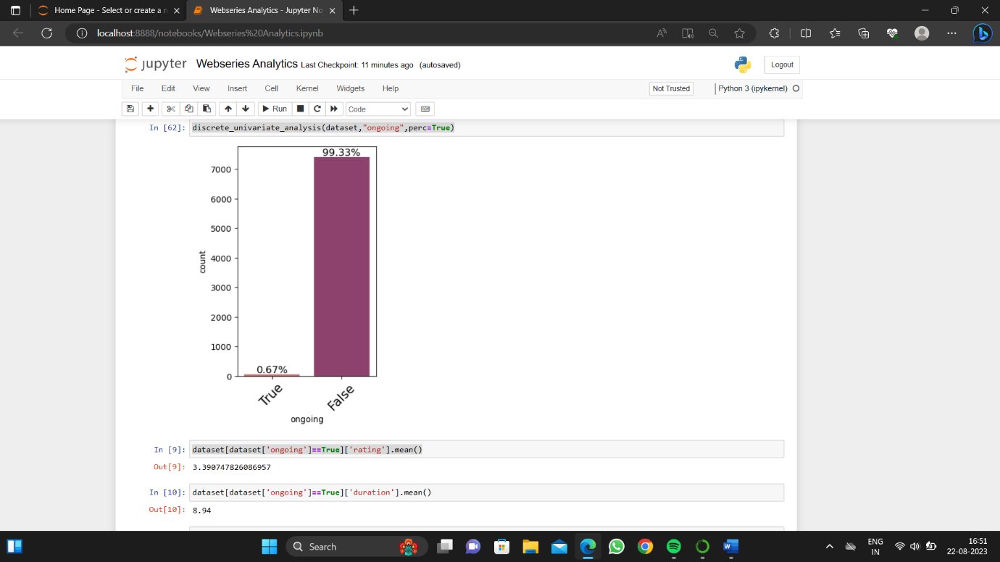 Home Page - Select or create a n
Webseries Analytics - Jupyter No
localhost:8888/notebooks/Webseries%20Analytics.ipynb
jupyter Webseries Analytics Last Checkpoint: 11 minutes ago (autosaved)
Logout
File Edit View Insert Cell Kernel Widgets Help
Not Trusted
Python 3 (ipykernel)
Run
Code
In [62]: discrete_univariate_analysis(dataset,"ongoing",perc=True)
99.33%
7000
6000
5000
4000
3000
2000
1000
0
count
0.67%
True
False
ongoing
In [9]: dataset[dataset['ongoing']==True]['rating'].mean()
Out[9]: 3.390747826086957
In [10]: dataset[dataset['ongoing']==True]['duration'].mean()
Out[10]: 8.94
Search
W
ENG
IN
16:51
22-08-2023